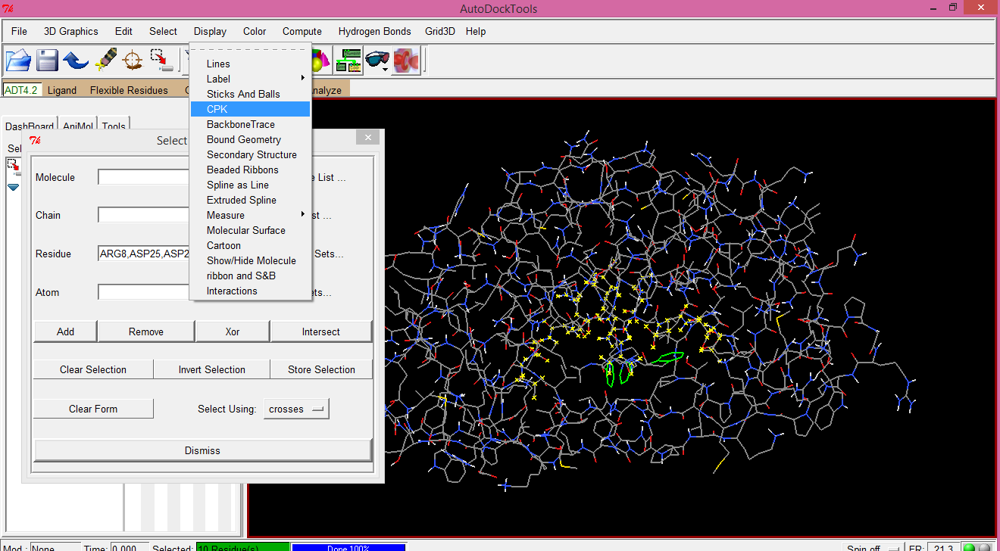 AutoDockTools
File 3D Graphics Edit Select Display Color Compute Hydrogen Bonds Grid3D Help
ADT4.2 Ligand Flexible Residues
DashBoard AniMol Tools
Select
Molecule
Chain
Residue ARG8,ASP25,ASP2
Sets...
Atom
Add Remove Xor Intersect
Clear Selection Invert Selection Store Selection
Clear Form Select Using: crosses
Dismiss
Lines
Label
Sticks And Balls
CPK
BackboneTrace
Bound Geometry
Secondary Structure
Beaded Ribbons
Spline as Line
Extruded Spline
Measure
Molecular Surface
Cartoon
Show/Hide Molecule
ribbon and S&B
Interactions
Mod.: None Time: 0.000 Selected: 10 Residue(s) Done 100% Spin off FR: 21.3